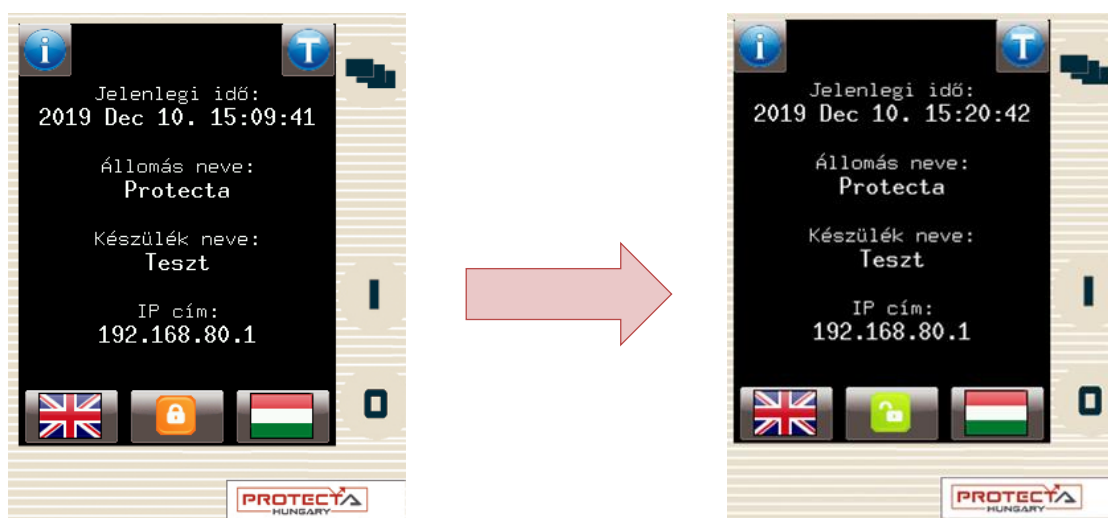 i T
Jelenlegi idő:
2019 Dec 10. 15:09:41
Állomás neve:
Protecta
Készülék neve:
Teszt
IP cím:
192.168.80.1
I
O
PROTECTA
HUNGARY
i T
Jelenlegi idő:
2019 Dec 10. 15:20:42
Állomás neve:
Protecta
Készülék neve:
Teszt
IP cím:
192.168.80.1
I
O
PROTECTA
HUNGARY